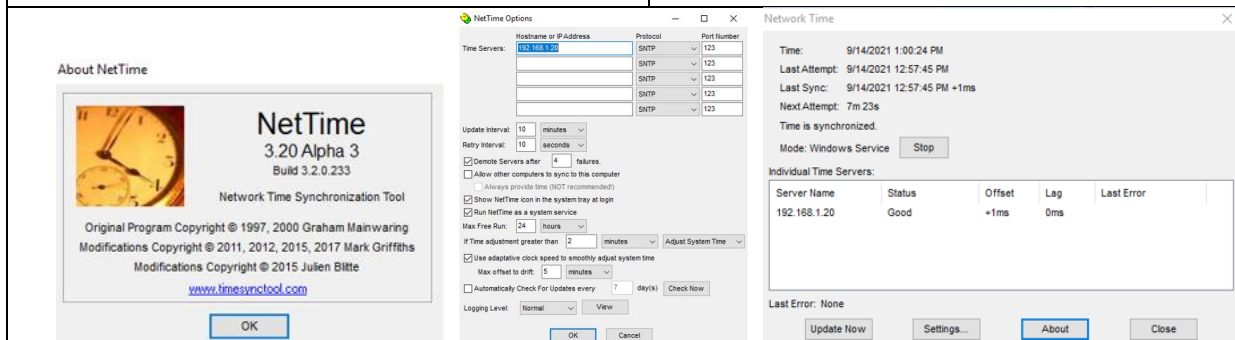 About NetTime
NetTime
3.20 Alpha 3
Build 3.2.0.233
Network Time Synchronization Tool
Original Program Copyright © 1997, 2000 Graham Mainwaring
Modifications Copyright © 2011, 2012, 2015, 2017 Mark Griffiths
Modifications Copyright © 2015 Julien Blitte
www.timesynctool.com
OK
NetTime Options
Hostname or IP Address Protocol Port Number
Time Servers: 192.168.1.20 SNTP 123
SNTP 123
SNTP 123
SNTP 123
SNTP 123
Update Interval: 10 minutes
Retry Interval: 10 seconds
Demote Servers after 4 failures.
Allow other computers to sync to this computer
Always provide time (NOT recommended!)
Show NetTime icon in the system tray at login
Run NetTime as a system service
Max Free Run: 24 hours
If Time adjustment greater than 2 minutes Adjust System Time
Use adaptative clock speed to smoothly adjust system time
Max offset to drift: 5 minutes
Automatically Check For Updates every 7 day(s) Check Now
Logging Level: Normal View
OK Cancel
Network Time
Time: 9/14/2021 1:00:24 PM
Last Attempt: 9/14/2021 12:57:45 PM
Last Sync: 9/14/2021 12:57:45 PM +1ms
Next Attempt: 7m 23s
Time is synchronized.
Mode: Windows Service Stop
Individual Time Servers:
Server Name Status Offset Lag Last Error
192.168.1.20 Good +1ms 0ms
Last Error: None
Update Now Settings... About Close